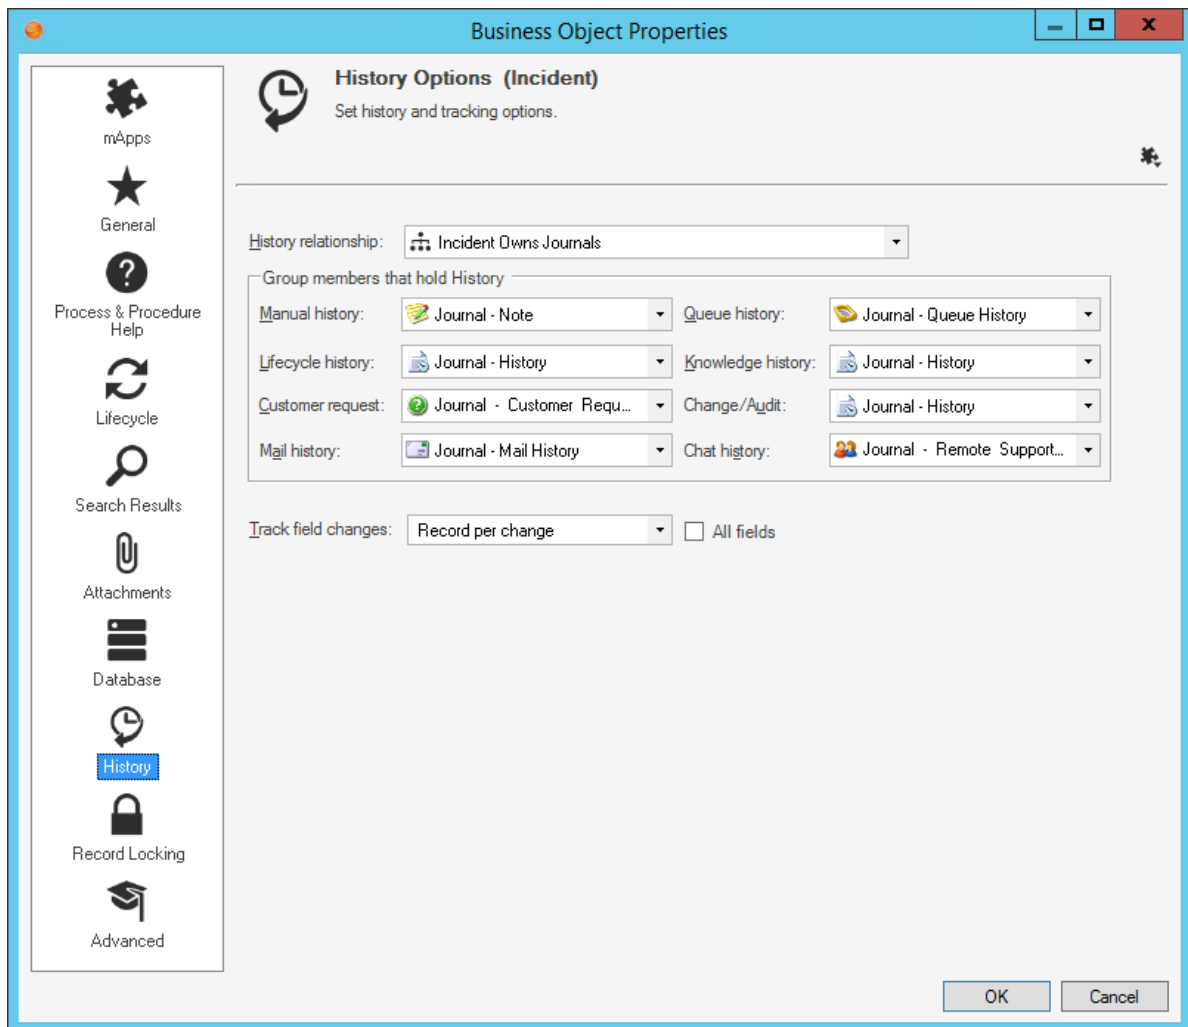 Business Object Properties
mApps
General
Process & Procedure
Help
Lifecycle
Search Results
Attachments
Database
History
Record Locking
Advanced
History Options (Incident)
Set history and tracking options.
History relationship: Incident Owns Journals
Group members that hold History
Manual history: Journal - Note Queue history: Journal - Queue History
Lifecycle history: Journal - History Knowledge history: Journal - History
Customer request: Journal - Customer Requ... Change/Audit: Journal - History
Mail history: Journal - Mail History Chat history: Journal - Remote Support...
Track field changes: Record per change All fields
OK Cancel